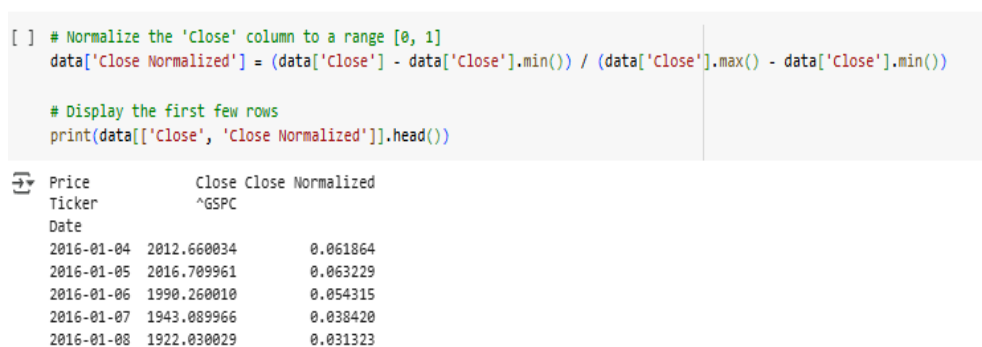 [ ] # Normalize the 'Close' column to a range [0, 1]
data['Close Normalized'] = (data['Close'] - data['Close'].min()) / (data['Close'].max() - data['Close'].min())
# Display the first few rows
print(data[['Close', 'Close Normalized']].head())
Price Close Close Normalized
Ticker ^GSPC
Date
2016-01-04 2012.660034 0.061864
2016-01-05 2016.709961 0.063229
2016-01-06 1990.260010 0.054315
2016-01-07 1943.089966 0.038420
2016-01-08 1922.030029 0.031323